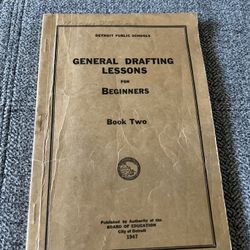 DETROIT PUBLIC SCHOOLS
GENERAL DRAFTING
LESSONS
FOR
BEGINNERS
Book Two
Published by Authority of the
BOARD OF EDUCATION
City of Detroit
1947